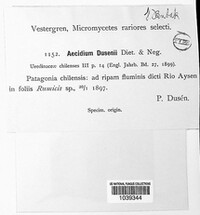 Vestergren, Micromycetes rariores selecti.
1252. Aecidium Dusenii Diet. & Neg.
Uredineae chilenses III p. 14 (Engl. Jahrb. Bd. 27, 1899).
Patagonia chilensis: ad ripam fluminis dicti Rio Aysen
in foliis Rumicis sp., 1897.
P. Dusén.
Specim. origin.
1039344